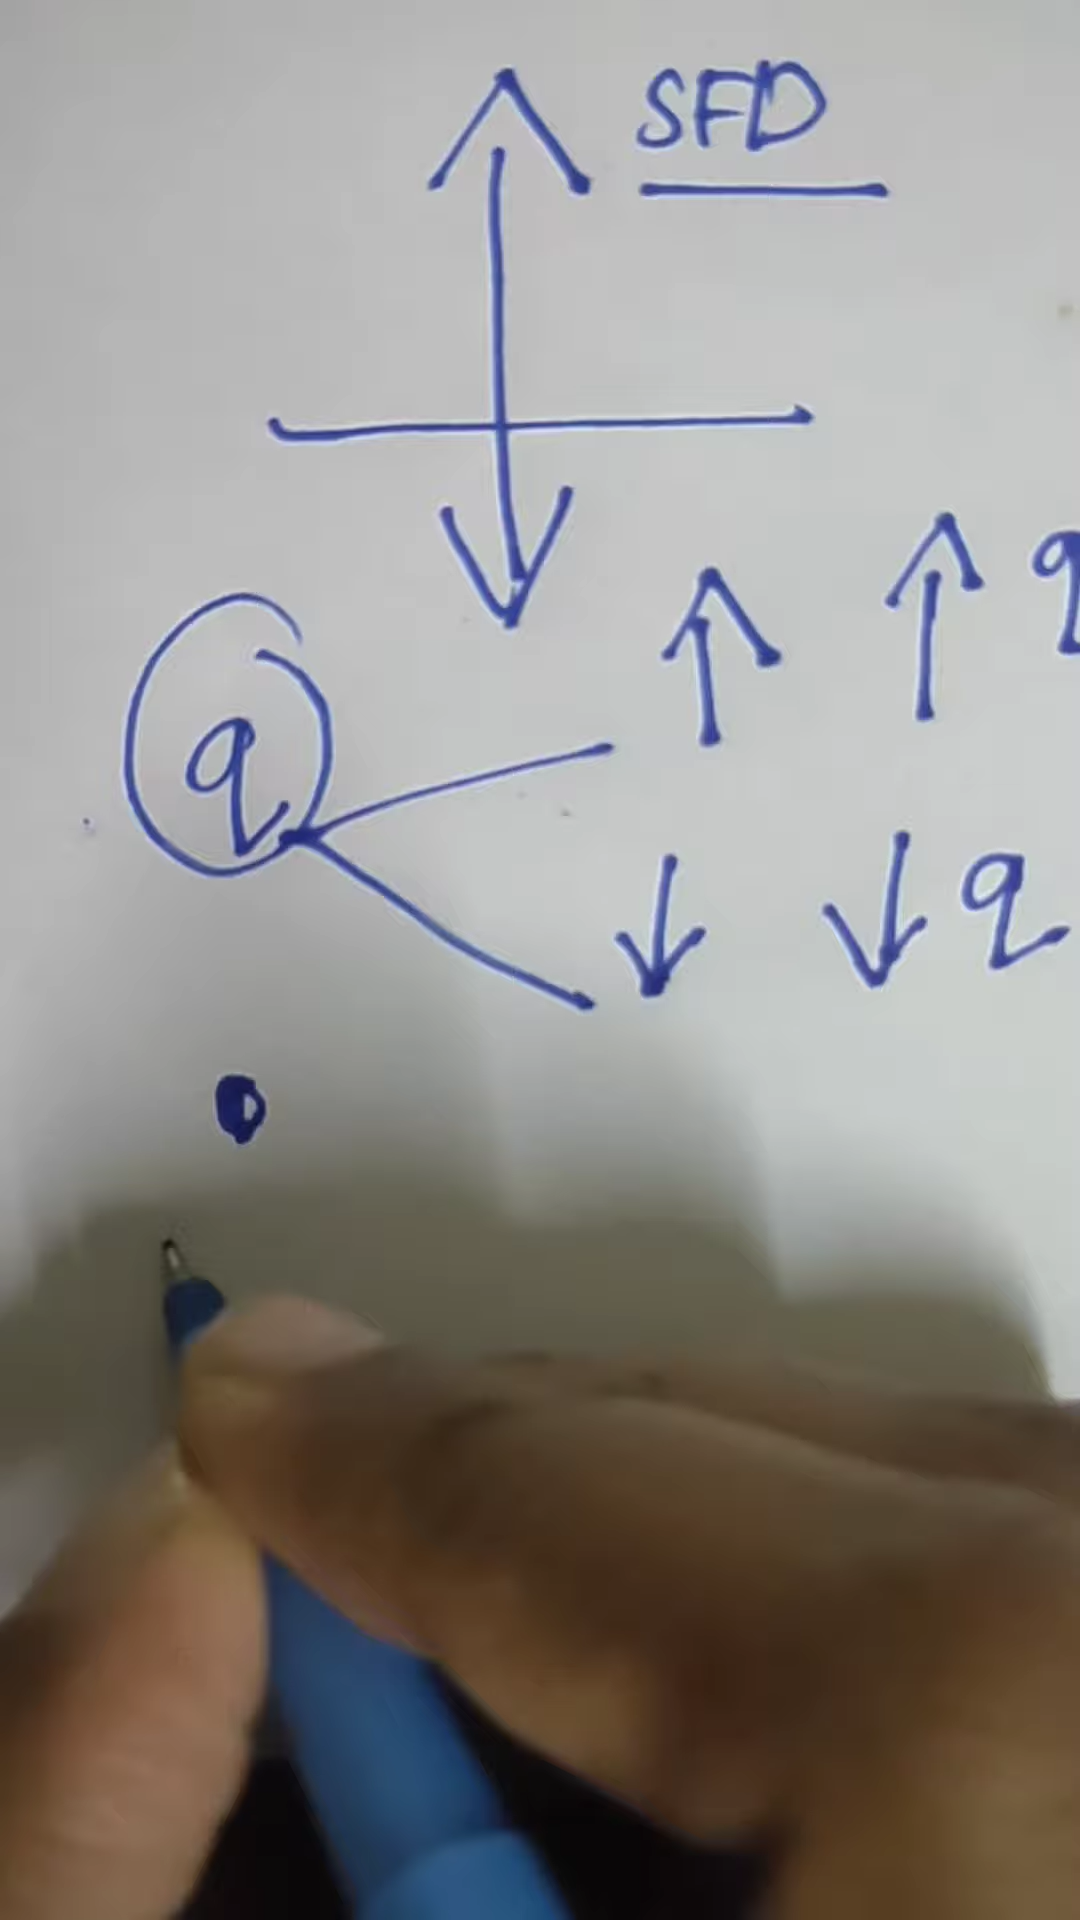 SFD
↑ ↑ q
q
↓ ↓ q